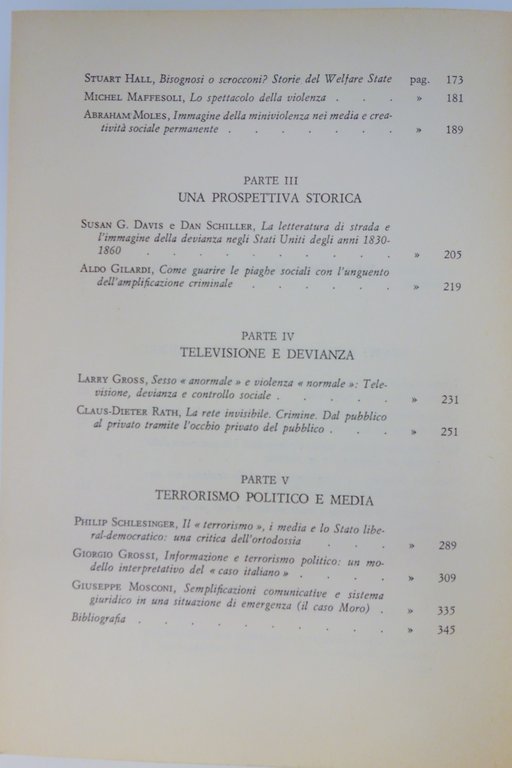 STUART HALL, Bisognosi o scrocconi? Storie del Welfare State pag. 173
MICHEL MAFFESOLI, Lo spettacolo della violenza . . . » 181
ABRAHAM MOLES, Immagine della miniviolenza nei media e crea-
tività sociale permanente . . . . . . . » 189
PARTE III
UNA PROSPETTIVA STORICA
SUSAN G. DAVIS e DAN SCHILLER, La letteratura di strada e
l'immagine della devianza negli Stati Uniti degli anni 1830-
1860 . . . . . . . . . . . » 205
ALDO GILARDI, Come guarire le piaghe sociali con l'unguento
dell'amplificazione criminale . . . . . . » 219
PARTE IV
TELEVISIONE E DEVIANZA
LARRY GROSS, Sesso « anormale » e violenza « normale »: Tele-
visione, devianza e controllo sociale . . . . . » 231
CLAUS-DIETER RATH, La rete invisibile. Crimine. Dal pubblico
al privato tramite l'occhio privato del pubblico . . . » 251
PARTE V
TERRORISMO POLITICO E MEDIA
PHILIP SCHLESINGER, Il « terrorismo », i media e lo Stato libe-
ral-democratico: una critica dell'ortodossia . . . » 289
GIORGIO GROSSI, Informazione e terrorismo politico: un mo-
dello interpretativo del « caso italiano » . . . . » 309
GIUSEPPE MOSCONI, Semplificazioni comunicative e sistema
giuridico in una situazione di emergenza (il caso Moro) . » 335
Bibliografia . . . . . . . . . . » 345